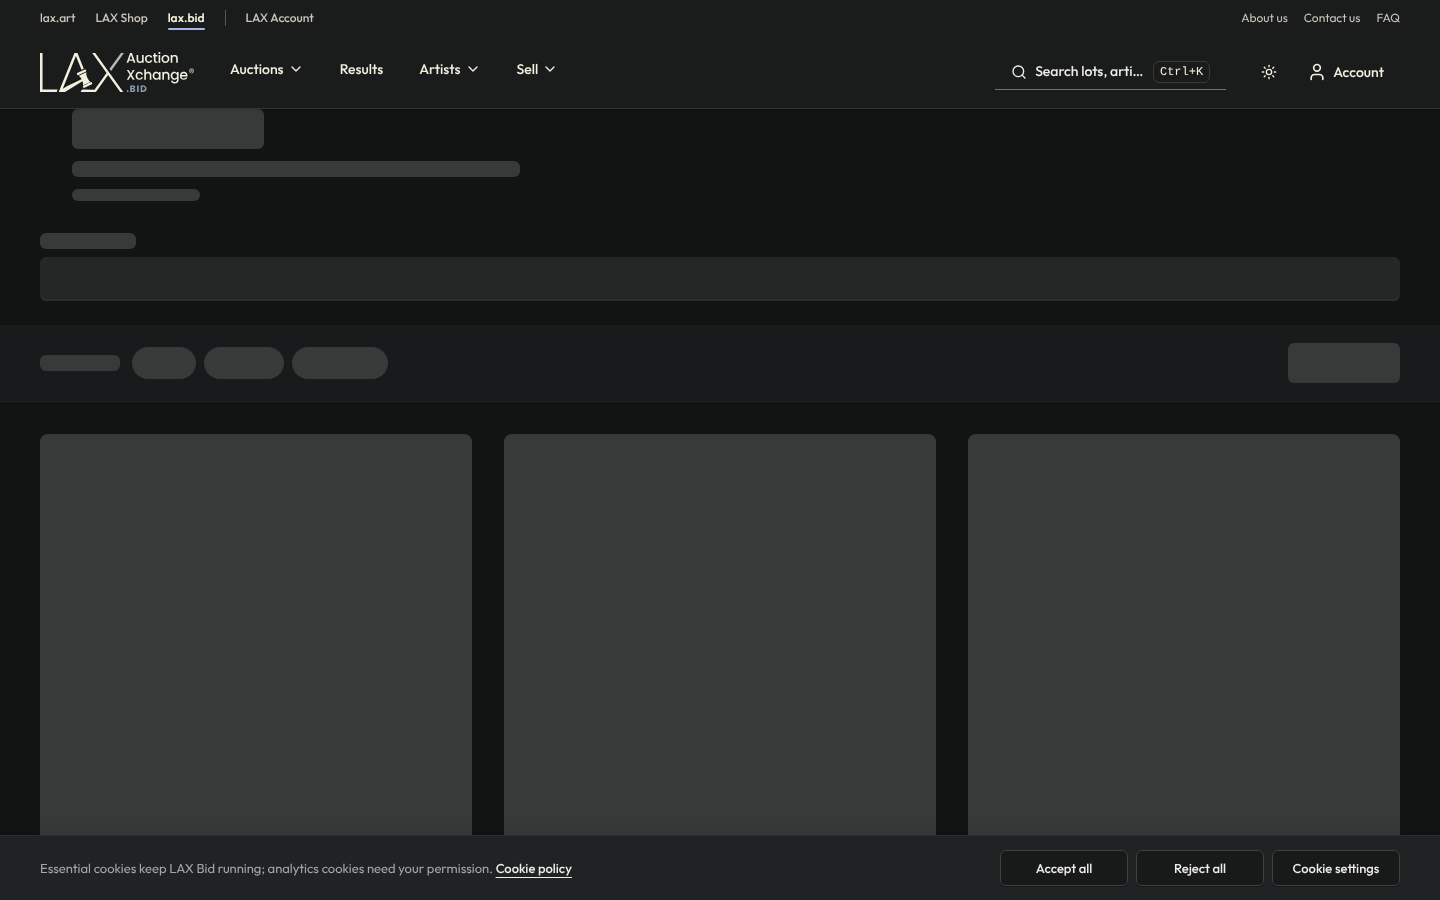 lax.art LAX Shop lax.bid LAX Account About us Contact us FAQ
LAX Auction Xchange® .BID
Auctions Results Artists Sell Search lots, arti... Ctrl+K Account
Essential cookies keep LAX Bid running; analytics cookies need your permission. Cookie policy Accept all Reject all Cookie settings